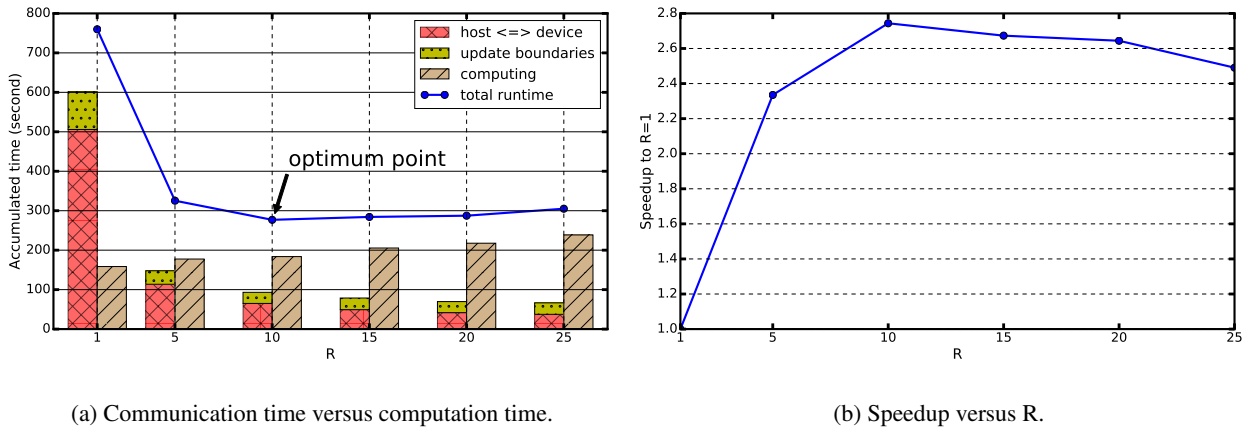 800
700
600
500
400
300
200
100
0
Accumulated time (second)
host <=> device
update boundaries
computing
total runtime
optimum point
1 5 10 15 20 25
R
(a) Communication time versus computation time.
2.8
2.6
2.4
2.2
2.0
1.8
1.6
1.4
1.2
1.0
Speedup to R=1
1 5 10 15 20 25
R
(b) Speedup versus R.